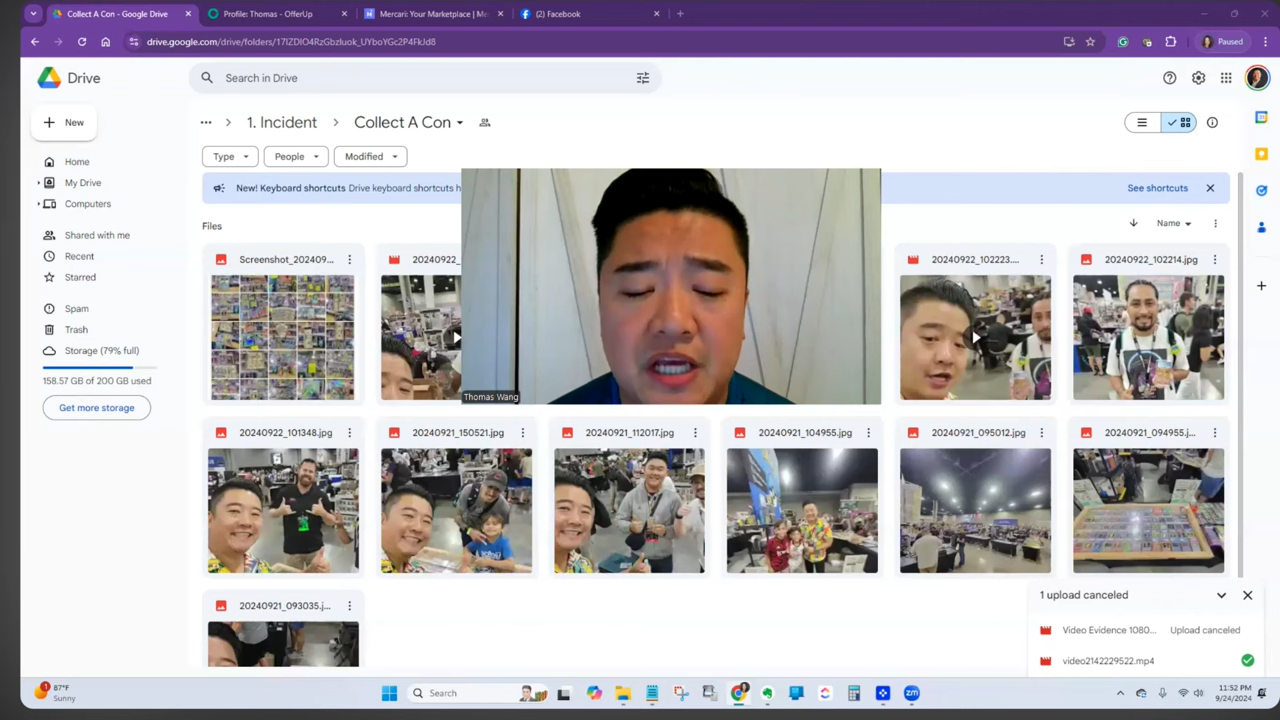 Collect A Con - Google Drive
Profile: Thomas - OfferUp
Mercari: Your Marketplace | Me
(2) Facebook
drive.google.com/drive/folders/17IZDIO4RzGbzluok_UYboYGc2P4FkJd8
Paused
Drive
Search in Drive
New
1. Incident
Collect A Con
Type
People
Modified
Home
My Drive
Computers
Shared with me
Recent
Starred
Spam
Trash
Storage (79% full)
158.57 GB of 200 GB used
Get more storage
New! Keyboard shortcuts Drive keyboard shortcuts h
See shortcuts
Files
Name
Screenshot_202409...
20240922_
20240922_102223....
20240922_102214.jpg
Thomas Wang
20240922_101348.jpg
20240921_150521.jpg
20240921_112017.jpg
20240921_104955.jpg
20240921_095012.jpg
20240921_094955.j...
20240921_093035.j...
1 upload canceled
Video Evidence 1080...
Upload canceled
video2142229522.mp4
1
87°F
Sunny
Search
zm
11:52 PM
9/24/2024